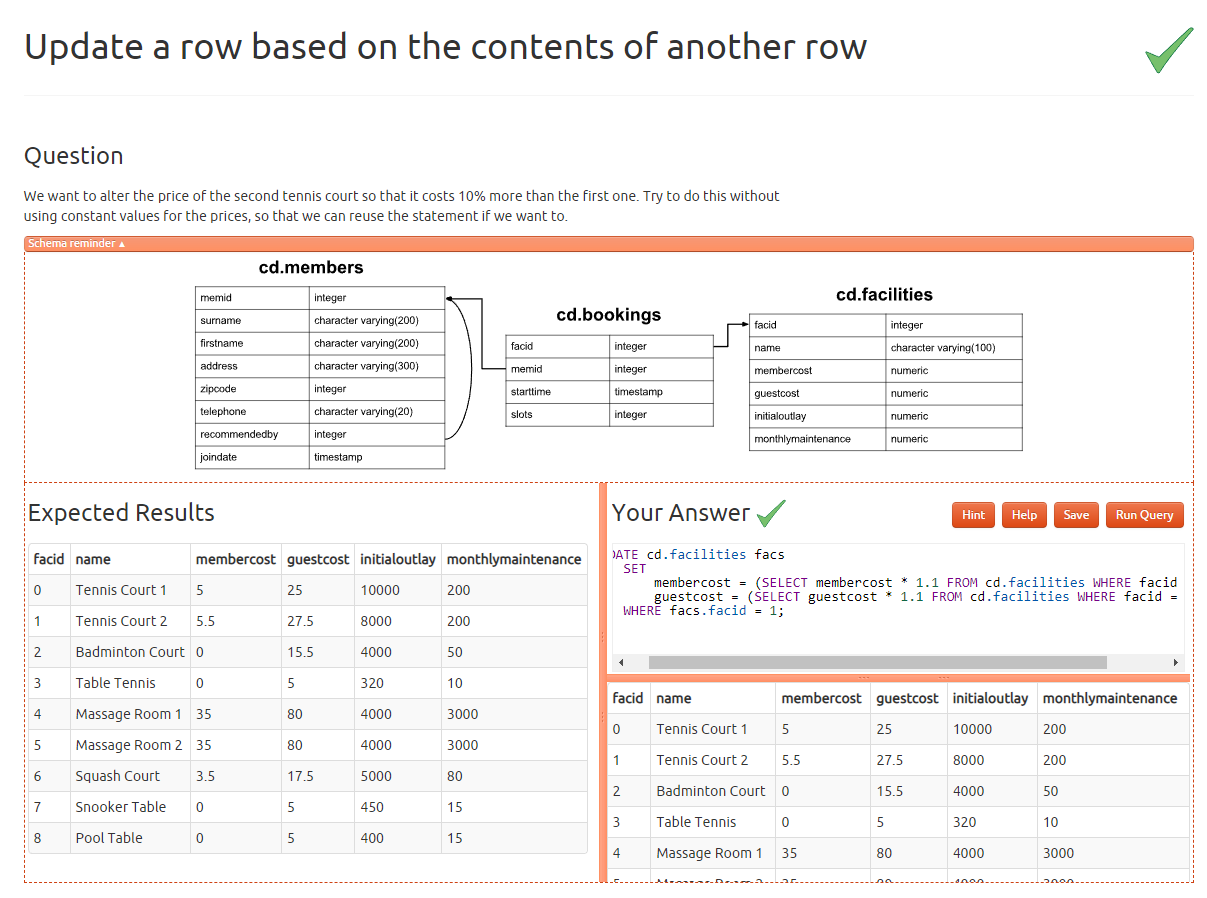 Update a row based on the contents of another row
Question
We want to alter the price of the second tennis court so that it costs 10% more than the first one. Try to do this without
using constant values for the prices, so that we can reuse the statement if we want to.
Schema reminder ▲
cd.members
memid integer
surname character varying(200)
firstname character varying(200)
address character varying(300)
zipcode integer
telephone character varying(20)
recommendedby integer
joindate timestamp
cd.bookings
facid integer
memid integer
starttime timestamp
slots integer
cd.facilities
facid integer
name character varying(100)
membercost numeric
guestcost numeric
initialoutlay numeric
monthlymaintenance numeric
Expected Results
facid name membercost guestcost initialoutlay monthlymaintenance
0 Tennis Court 1 5 25 10000 200
1 Tennis Court 2 5.5 27.5 8000 200
2 Badminton Court 0 15.5 4000 50
3 Table Tennis 0 5 320 10
4 Massage Room 1 35 80 4000 3000
5 Massage Room 2 35 80 4000 3000
6 Squash Court 3.5 17.5 5000 80
7 Snooker Table 0 5 450 15
8 Pool Table 0 5 400 15
Your Answer
Hint Help Save Run Query
DATE cd.facilities facs
SET
membercost = (SELECT membercost * 1.1 FROM cd.facilities WHERE facid
guestcost = (SELECT guestcost * 1.1 FROM cd.facilities WHERE facid =
WHERE facs.facid = 1;
facid name membercost guestcost initialoutlay monthlymaintenance
0 Tennis Court 1 5 25 10000 200
1 Tennis Court 2 5.5 27.5 8000 200
2 Badminton Court 0 15.5 4000 50
3 Table Tennis 0 5 320 10
4 Massage Room 1 35 80 4000 3000